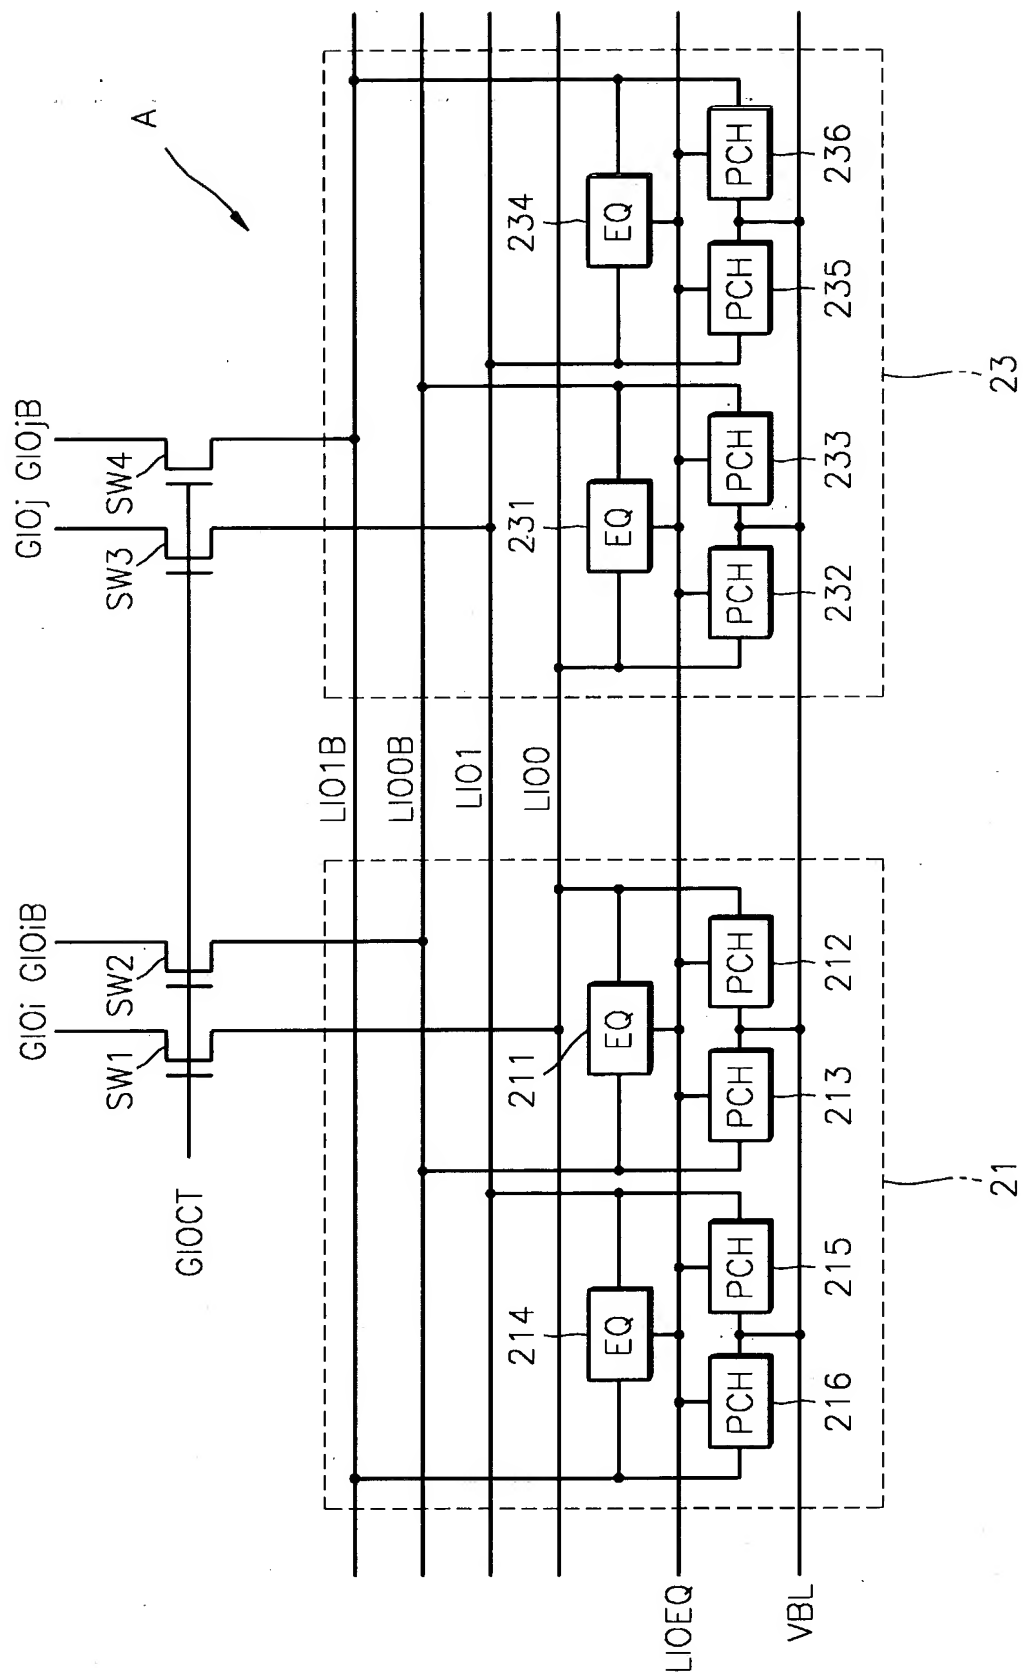 GIOi GIOiB GIOj GIOjB
SW1 SW2 SW3 SW4
A
GIOCT
LIO1B
LIO0B
LIO1
LIO0
214 211 231 234
EQ EQ EQ EQ
LIOEQ
PCH PCH PCH PCH PCH PCH PCH PCH
VBL
216 215 213 212 232 233 235 236
21 23